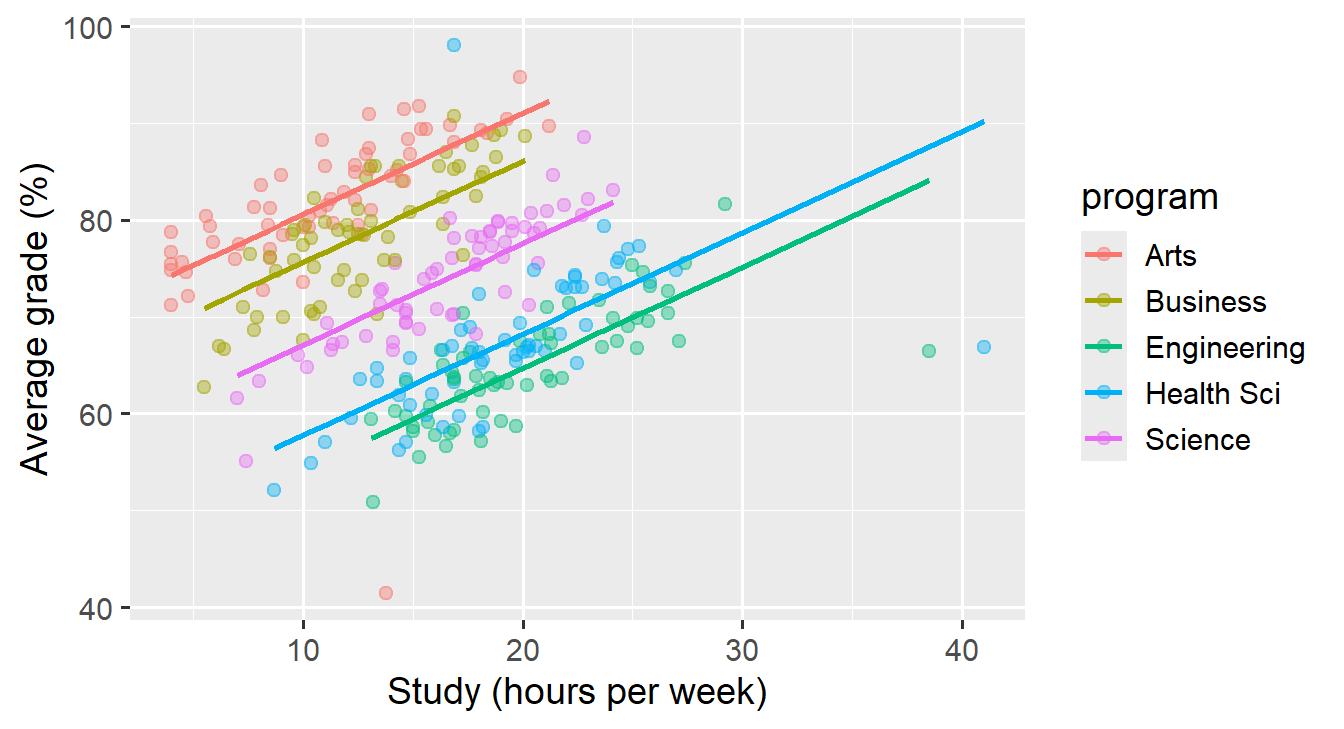 100
80
60
40
Average grade (%)
10 20 30 40
Study (hours per week)
program
Arts
Business
Engineering
Health Sci
Science